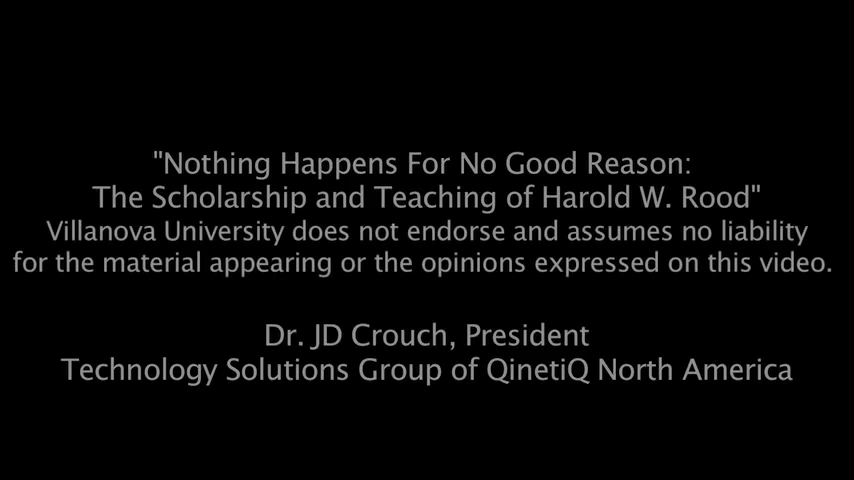 "Nothing Happens For No Good Reason:
The Scholarship and Teaching of Harold W. Rood"
Villanova University does not endorse and assumes no liability
for the material appearing or the opinions expressed on this video.
Dr. JD Crouch, President
Technology Solutions Group of QinetiQ North America